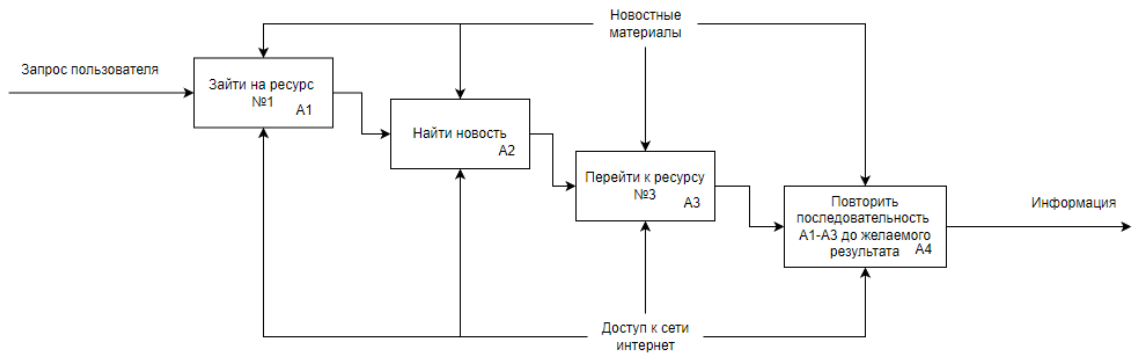 Новостные
материалы
Запрос пользователя
Зайти на ресурс
№1
A1
Найти новость
A2
Перейти к ресурсу
№3
A3
Повторить
последовательность
A1-A3 до желаемого
результата
A4
Информация
Доступ к сети
интернет